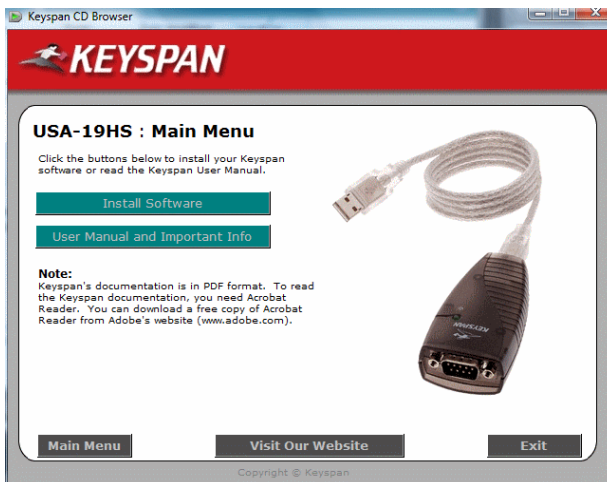 Keyspan CD Browser
KEYSPAN
USA-19HS : Main Menu
Click the buttons below to install your Keyspan
software or read the Keyspan User Manual.
Install Software
User Manual and Important Info
Note:
Keyspan's documentation is in PDF format. To read
the Keyspan documentation, you need Acrobat
Reader. You can download a free copy of Acrobat
Reader from Adobe's website (www.adobe.com).
KEYSPAN
Main Menu
Visit Our Website
Exit
Copyright © Keyspan